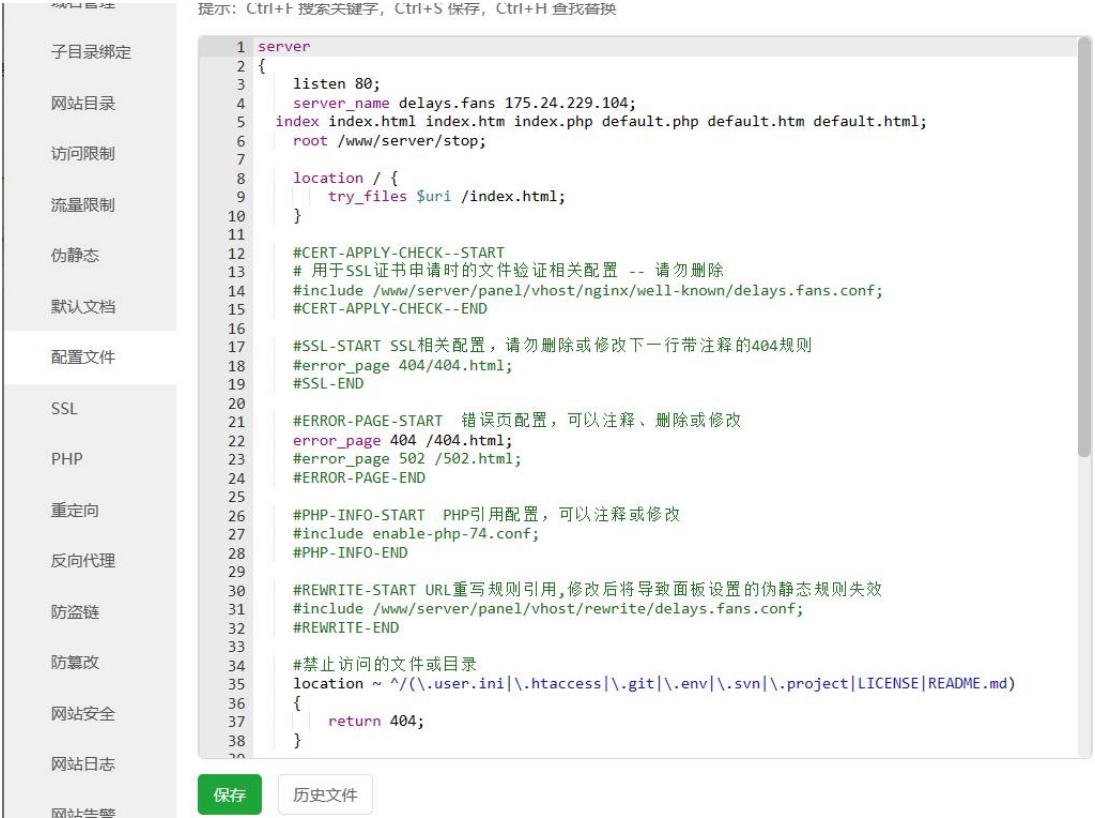 提示：Ctrl+F 搜索关键字，Ctrl+S 保存，Ctrl+H 查找替换
域名管理
子目录绑定
网站目录
访问限制
流量限制
伪静态
默认文档
配置文件
SSL
PHP
重定向
反向代理
防盗链
防篡改
网站安全
网站日志
网站告警
1 server
2 {
3 listen 80;
4 server_name delays.fans 175.24.229.104;
5 index index.html index.htm index.php default.php default.htm default.html;
6 root /www/server/stop;
7
8 location / {
9 try_files $uri /index.html;
10 }
11
12 #CERT-APPLY-CHECK--START
13 # 用于SSL证书申请时的文件验证相关配置 -- 请勿删除
14 #include /www/server/panel/vhost/nginx/well-known/delays.fans.conf;
15 #CERT-APPLY-CHECK--END
16
17 #SSL-START SSL相关配置，请勿删除或修改下一行带注释的404规则
18 #error_page 404/404.html;
19 #SSL-END
20
21 #ERROR-PAGE-START 错误页配置，可以注释、删除或修改
22 error_page 404 /404.html;
23 #error_page 502 /502.html;
24 #ERROR-PAGE-END
25
26 #PHP-INFO-START PHP引用配置，可以注释或修改
27 #include enable-php-74.conf;
28 #PHP-INFO-END
29
30 #REWRITE-START URL重写规则引用,修改后将导致面板设置的伪静态规则失效
31 #include /www/server/panel/vhost/rewrite/delays.fans.conf;
32 #REWRITE-END
33
34 #禁止访问的文件或目录
35 location ~ ^/(\.user.ini|\.htaccess|\.git|\.env|\.svn|\.project|LICENSE|README.md)
36 {
37 return 404;
38 }
39
保存
历史文件